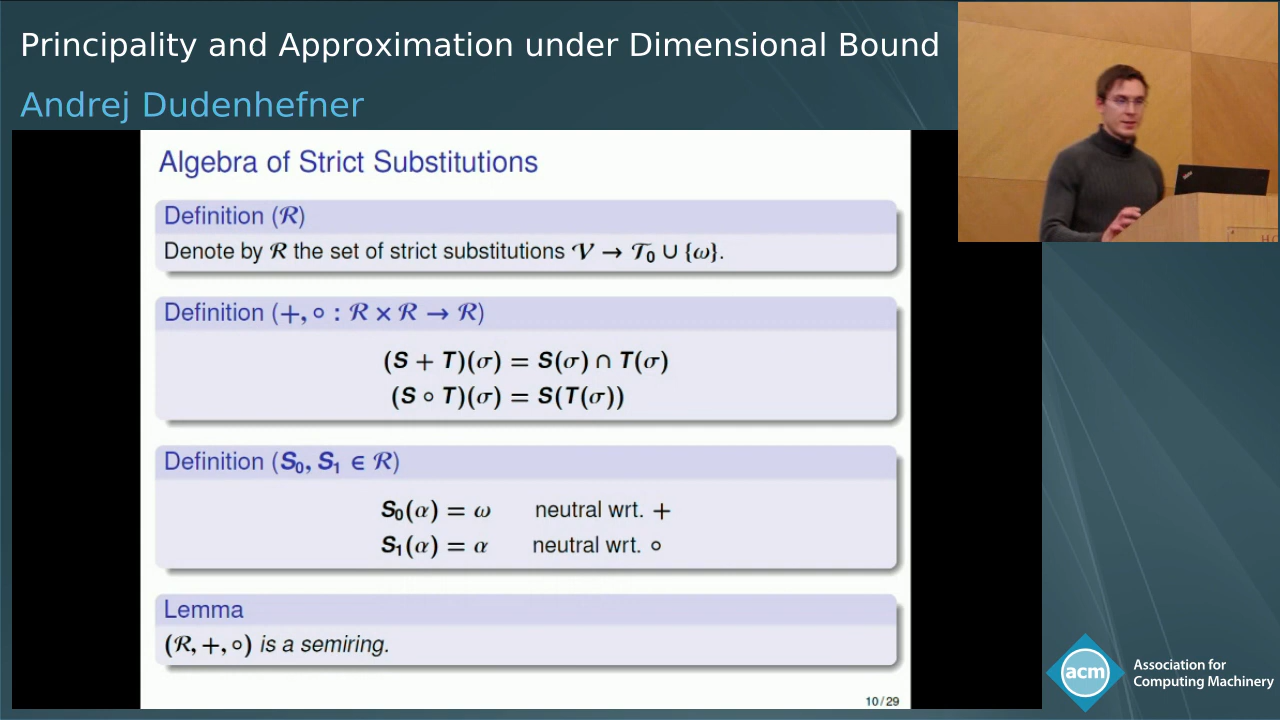 Principality and Approximation under Dimensional Bound
Andrej Dudenhefner
Algebra of Strict Substitutions
Definition (ℛ)
Denote by ℛ the set of strict substitutions 𝒱 → 𝒯₀ ∪ {ω}.
Definition (+, ∘ : ℛ × ℛ → ℛ)
(S + T)(σ) = S(σ) ∩ T(σ)
(S ∘ T)(σ) = S(T(σ))
Definition (S₀, S₁ ∈ ℛ)
S₀(α) = ω neutral wrt. +
S₁(α) = α neutral wrt. ∘
Lemma
(ℛ, +, ∘) is a semiring.
10/29
acm
Association for
Computing Machinery